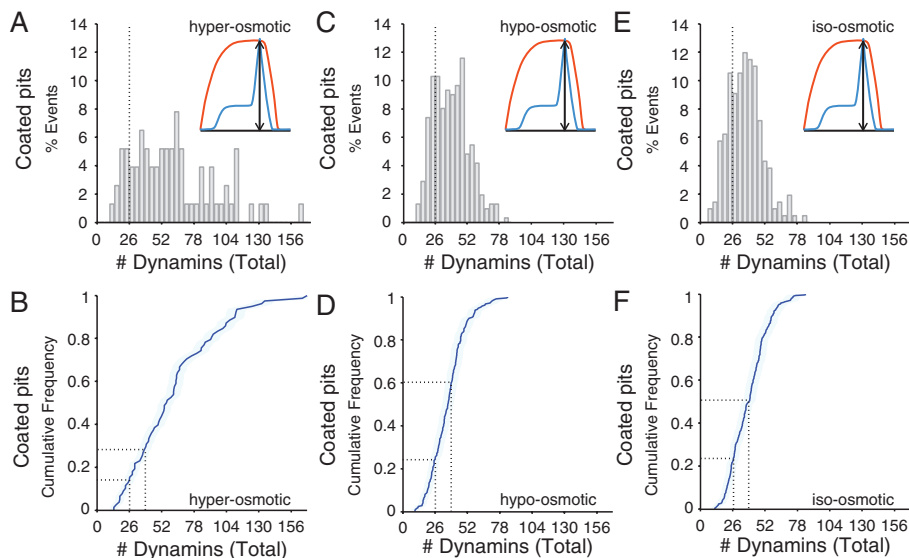 A
hyper-osmotic
Coated pits
% Events
14
12
10
8
6
4
2
0
0 26 52 78 104 130 156
# Dynamins (Total)
C
hypo-osmotic
Coated pits
% Events
14
12
10
8
6
4
2
0
0 26 52 78 104 130 156
# Dynamins (Total)
E
iso-osmotic
Coated pits
% Events
14
12
10
8
6
4
2
0
0 26 52 78 104 130 156
# Dynamins (Total)
B
Coated pits
Cumulative Frequency
1
0.8
0.6
0.4
0.2
0
hyper-osmotic
0 26 52 78 104 130 156
# Dynamins (Total)
D
Coated pits
Cumulative Frequency
1
0.8
0.6
0.4
0.2
0
hypo-osmotic
0 26 52 78 104 130 156
# Dynamins (Total)
F
Coated pits
Cumulative Frequency
1
0.8
0.6
0.4
0.2
0
iso-osmotic
0 26 52 78 104 130 156
# Dynamins (Total)